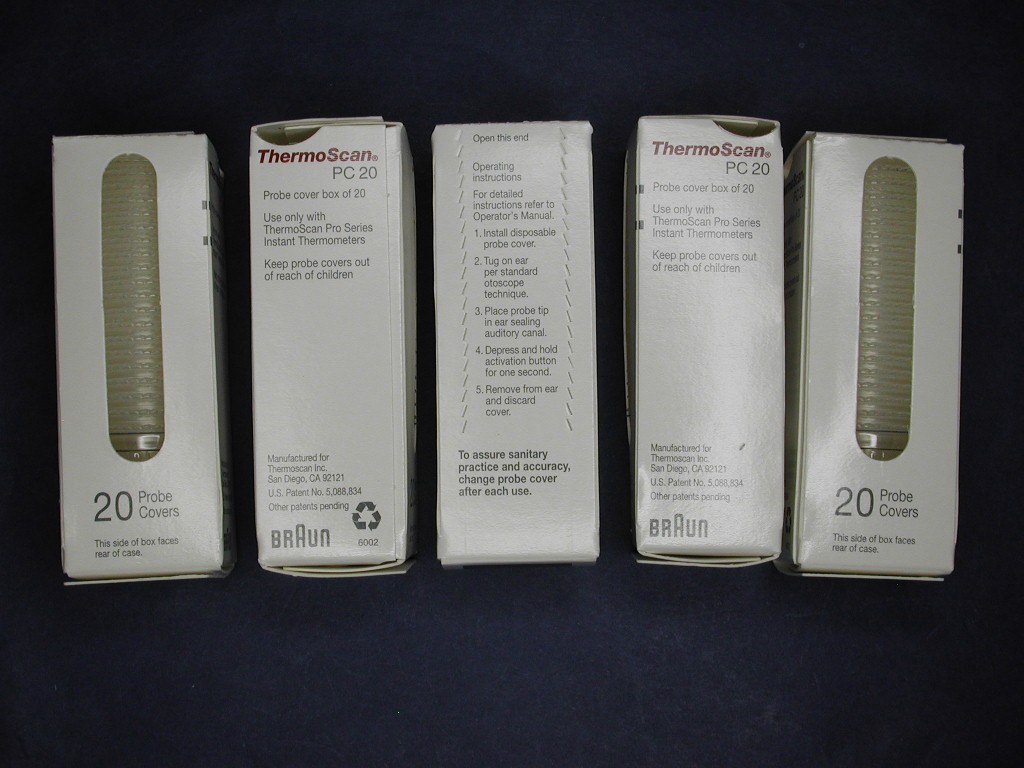 20 Probe
Covers
This side of box faces
rear of case.
ThermoScan®
PC 20
Probe cover box of 20
Use only with
ThermoScan Pro Series
Instant Thermometers
Keep probe covers out
of reach of children
Manufactured for
Thermoscan Inc.
San Diego, CA 92121
U.S. Patent No. 5,088,834
Other patents pending
BRAUN
6002
Open this end
Operating
instructions
For detailed
instructions refer to
Operator's Manual.
1. Install disposable
probe cover.
2. Tug on ear
per standard
otoscope
technique.
3. Place probe tip
in ear sealing
auditory canal.
4. Depress and hold
activation button
for one second.
5. Remove from ear
and discard
cover.
To assure sanitary
practice and accuracy,
change probe cover
after each use.
ThermoScan®
PC 20
Probe cover box of 20
Use only with
ThermoScan Pro Series
Instant Thermometers
Keep probe covers out
of reach of children
Manufactured for
Thermoscan Inc.
San Diego, CA 92121
U.S. Patent No. 5,088,834
Other patents pending
BRAUN
20 Probe
Covers
This side of box faces
rear of case.